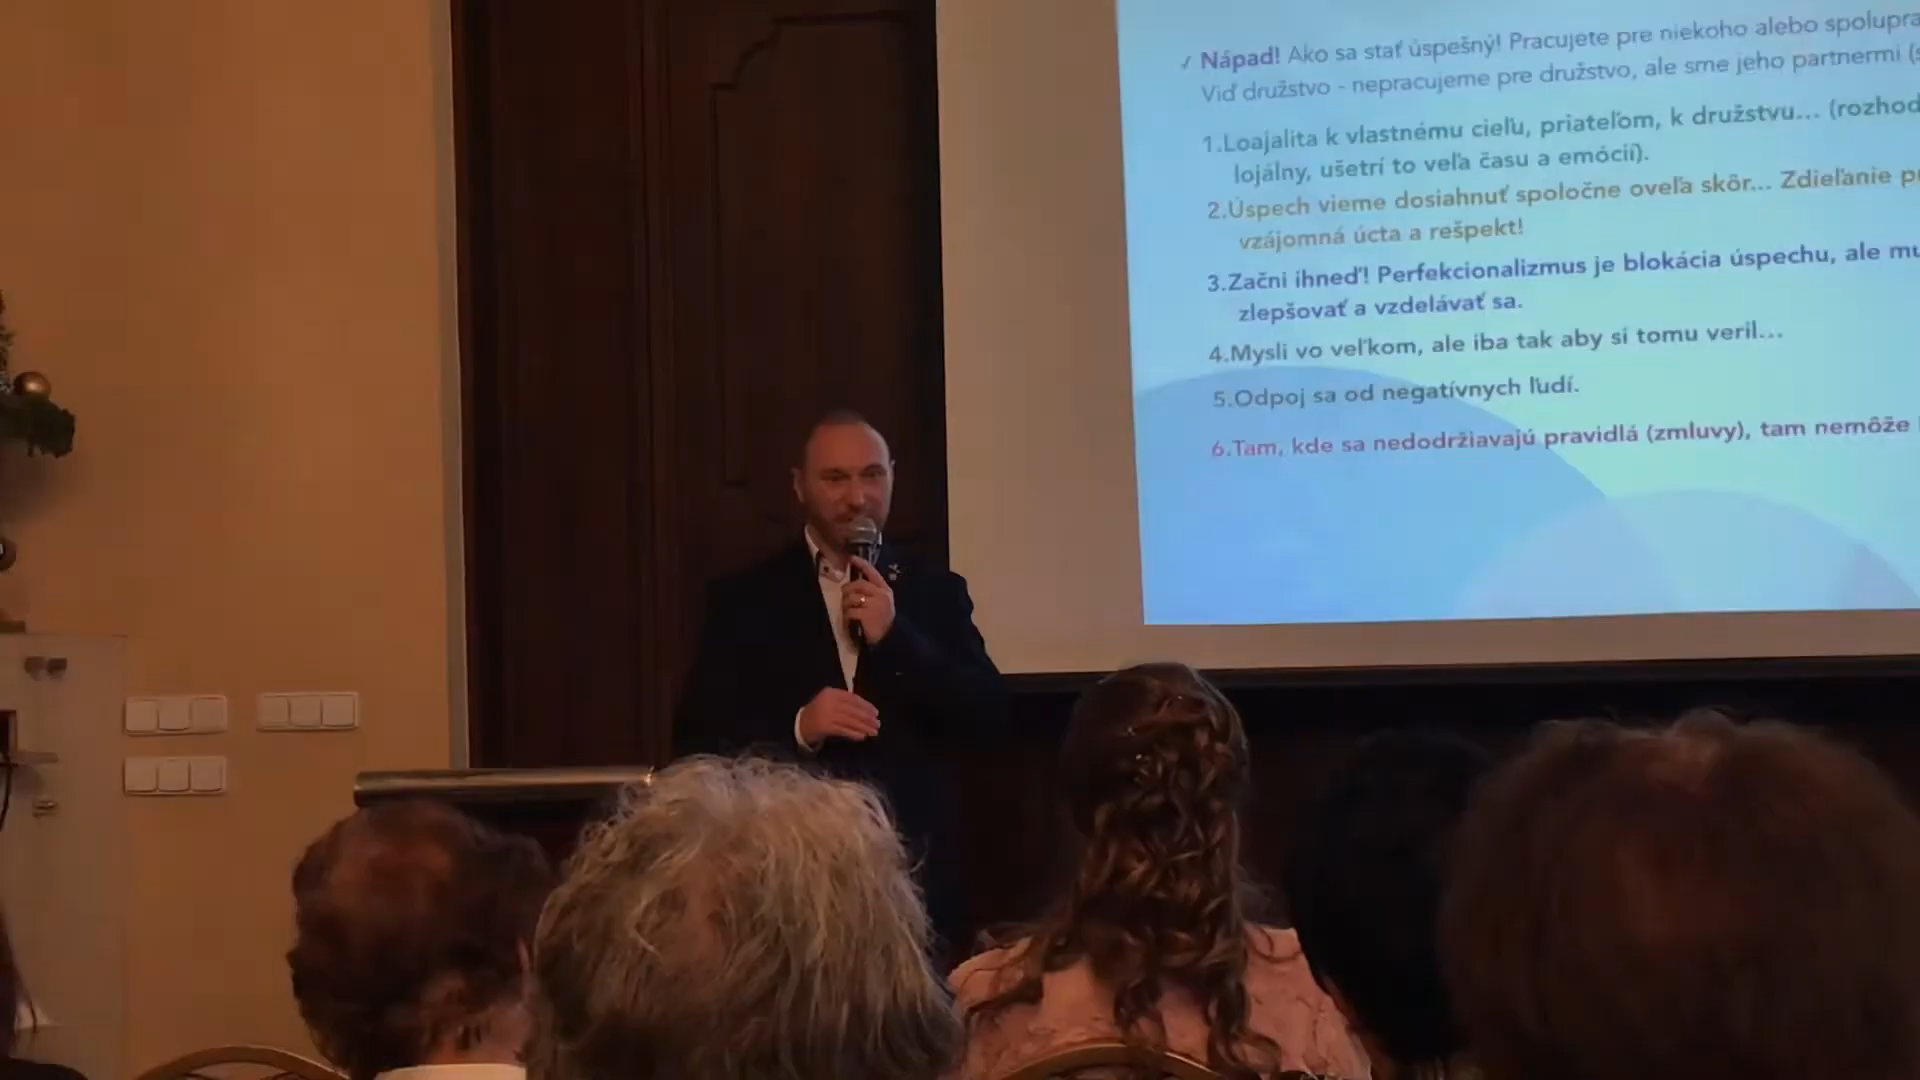 ✓ Nápad! Ako sa stať úspešný! Pracujete pre niekoho alebo
Viď družstvo - nepracujeme pre družstvo, ale sme jeho partnermi
1.Loajalita k vlastnému cieľu, priateľom, k družstvu...
lojálny, ušetrí to veľa času a emócií).
2.Úspech vieme dosiahnuť spoločne oveľa skôr... Zdieľanie
vzájomná úcta a rešpekt!
3.Začni ihneď! Perfekcionalizmus je blokácia úspechu, ale
zlepšovať a vzdelávať sa.
4.Mysli vo veľkom, ale iba tak aby si tomu veril...
5.Odpoj sa od negatívnych ľudí.
6.Tam, kde sa nedodržiavajú pravidlá (zmluvy), tam nemôže